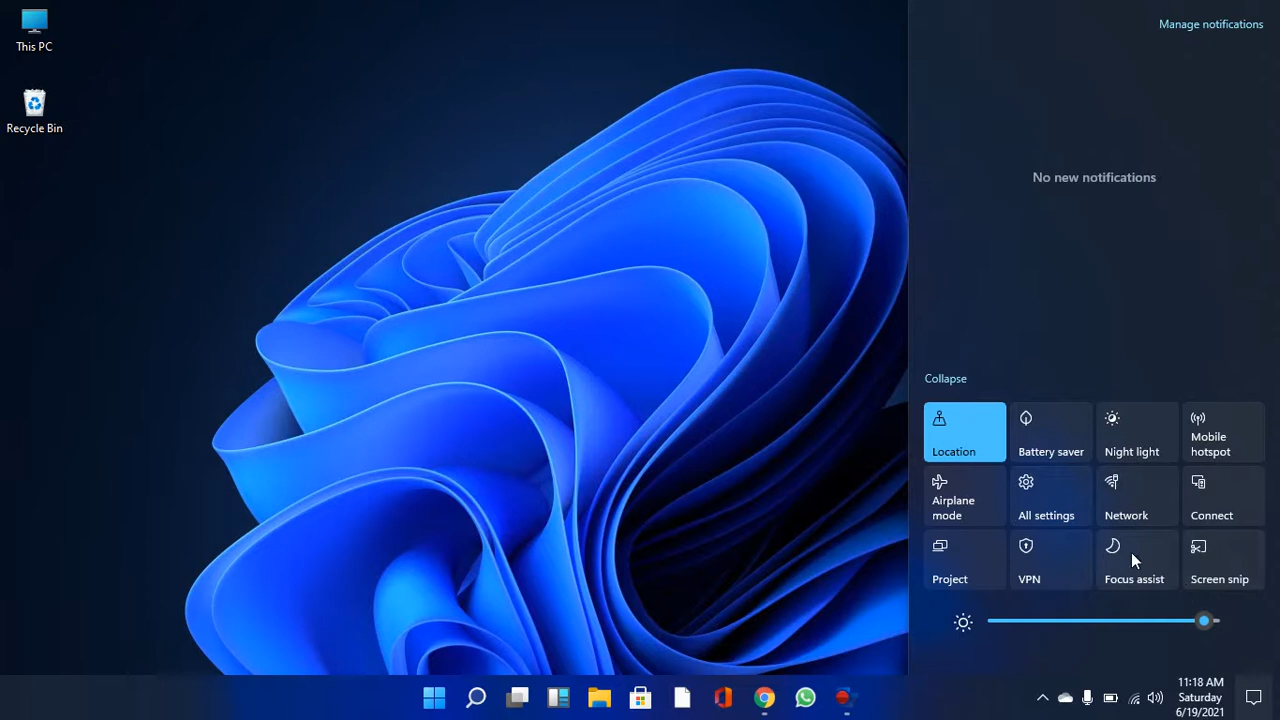 This PC
Recycle Bin
Manage notifications
No new notifications
Collapse
Location
Battery saver
Night light
Mobile
hotspot
Airplane
mode
All settings
Network
Connect
Project
VPN
Focus assist
Screen snip
11:18 AM
Saturday
6/19/2021